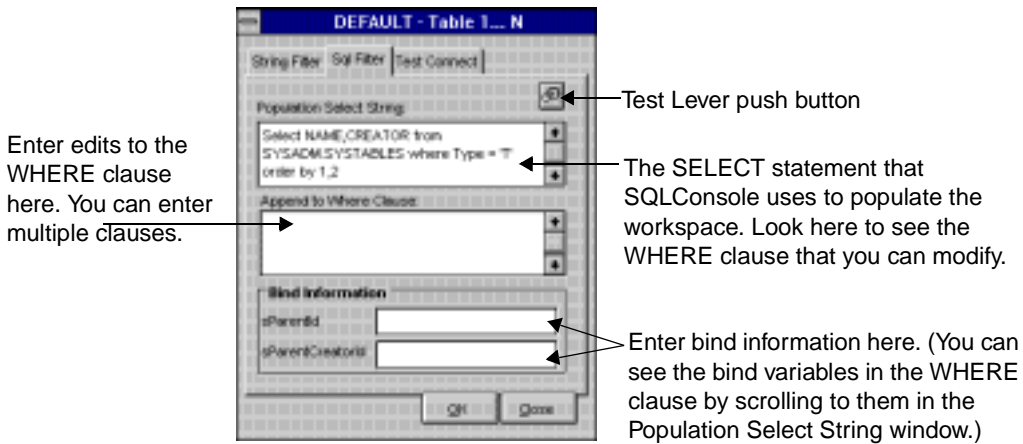 DEFAULT - Table 1... N
String Filter Sql Filter Test Connect
Population Select String:
Select NAME,CREATOR from
SYSADM.SYSTABLES where Type = 'T'
order by 1,2
Append to Where Clause:
Bind Information
sParentId
sParentCreatorId
OK Close
Enter edits to the
WHERE clause
here. You can enter
multiple clauses.
Test Lever push button
The SELECT statement that
SQLConsole uses to populate the
workspace. Look here to see the
WHERE clause that you can modify.
Enter bind information here. (You can
see the bind variables in the WHERE
clause by scrolling to them in the
Population Select String window.)